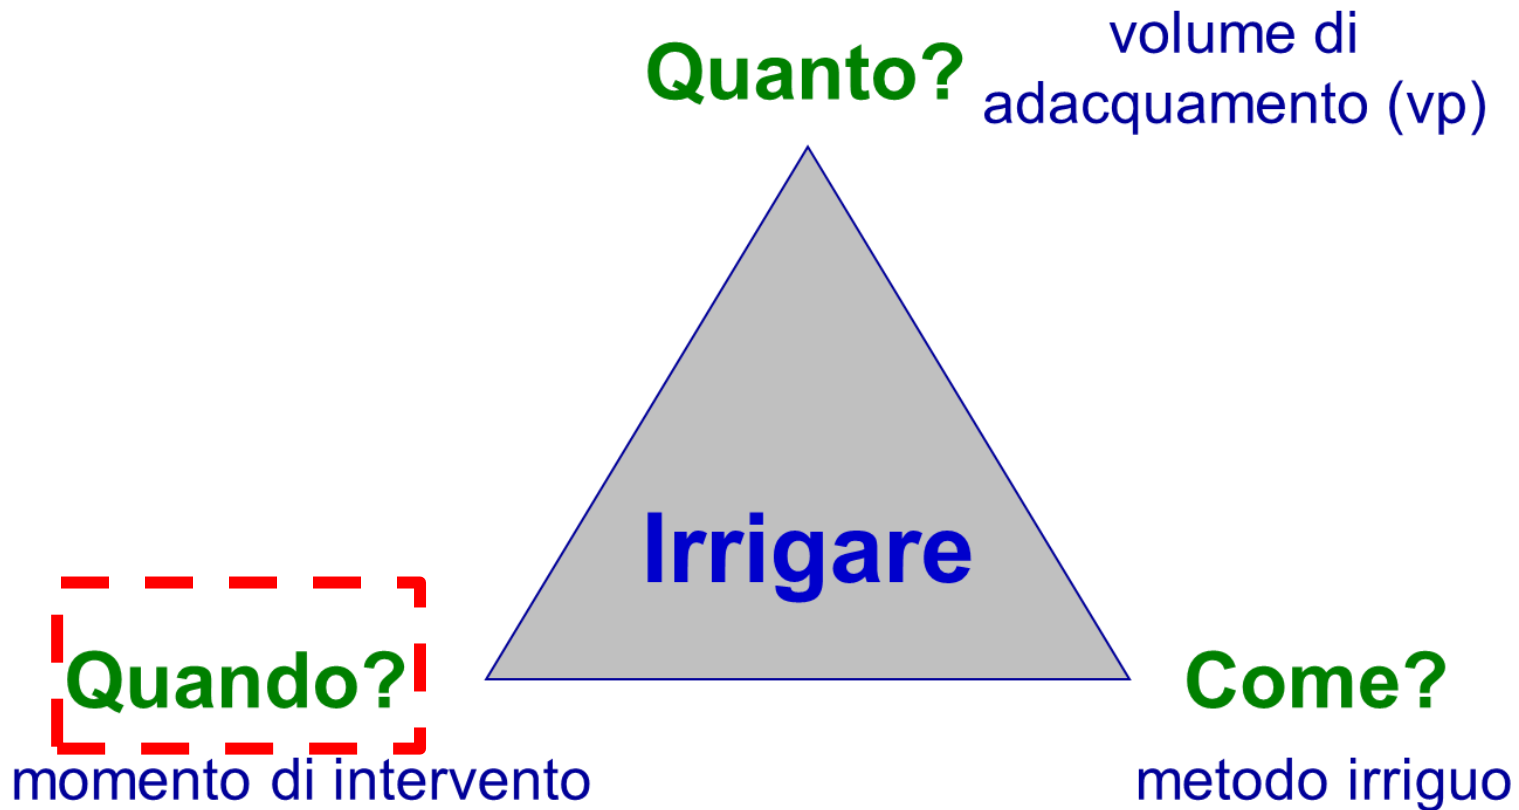 Quanto?
volume di
adacquamento (vp)
Irrigare
Quando?
momento di intervento
Come?
metodo irriguo